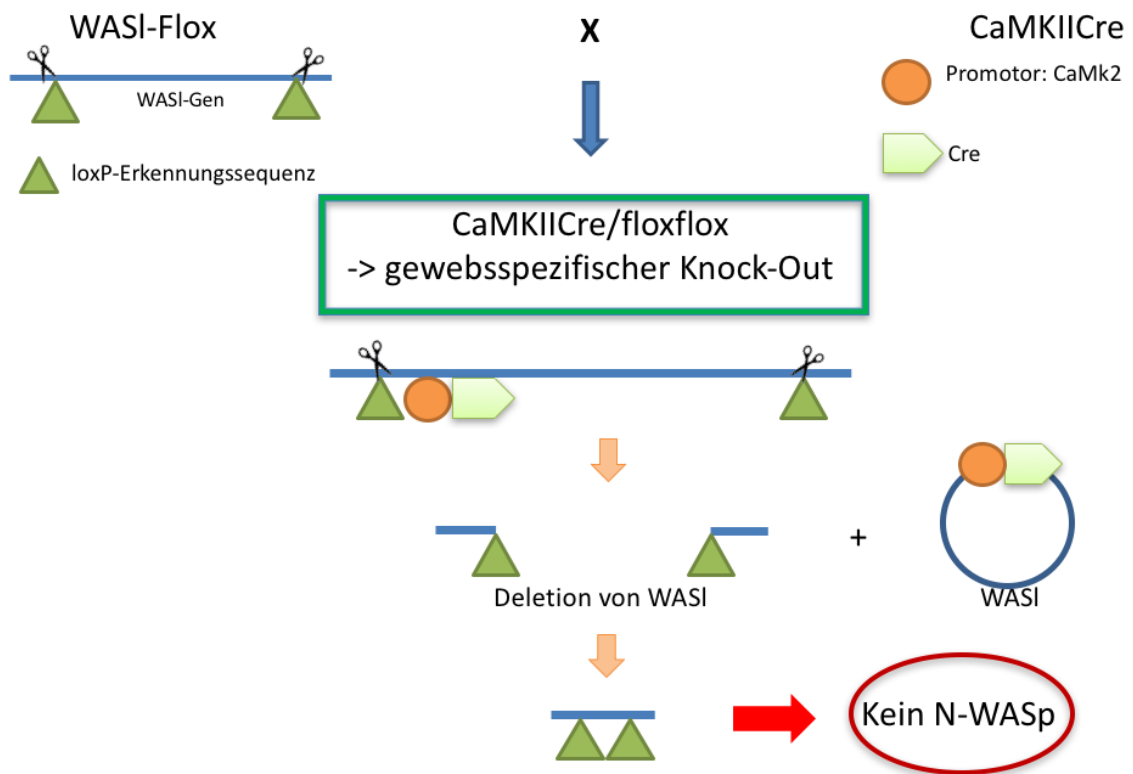 WASl-Flox
X
CaMKIICre
WASl-Gen
Promotor: CaMk2
loxP-Erkennungssequenz
Cre
CaMKIICre/floxflox
-> gewebsspezifischer Knock-Out
+
Deletion von WASl
WASl
Kein N-WASp